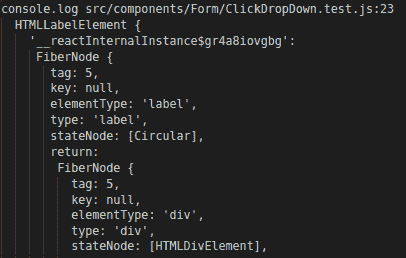 console.log src/components/Form/ClickDropDown.test.js:23
HTMLLabelElement {
'__reactInternalInstance$gr4a8iovgbg':
FiberNode {
tag: 5,
key: null,
elementType: 'label',
type: 'label',
stateNode: [Circular],
return:
FiberNode {
tag: 5,
key: null,
elementType: 'div',
type: 'div',
stateNode: [HTMLDivElement],